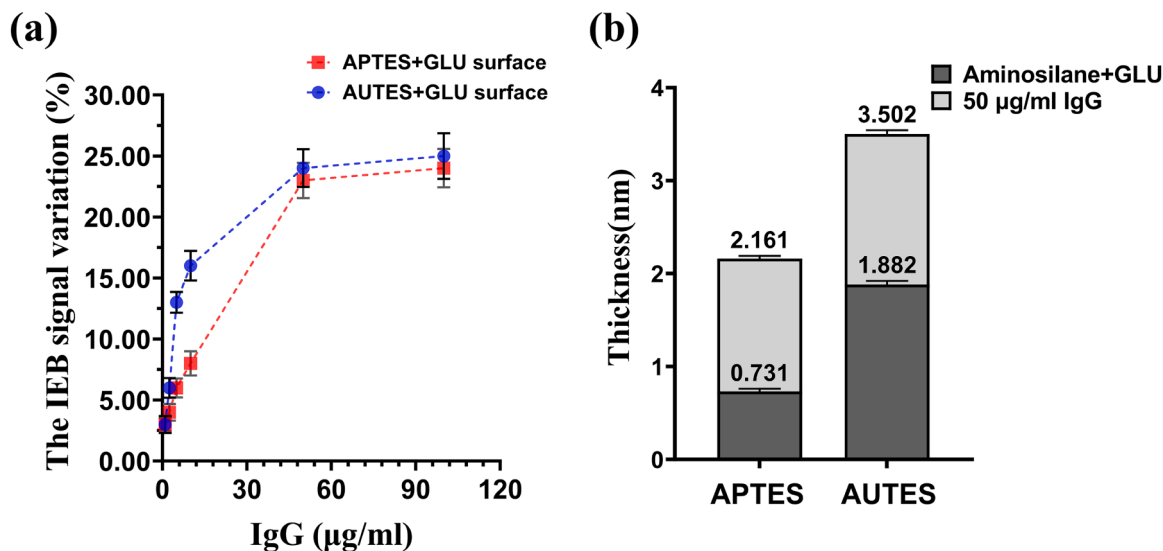 (a)
APTES+GLU surface
AUTES+GLU surface
The IEB signal variation (%)
30.00
25.00
20.00
15.00
10.00
5.00
0.00
0
30
60
90
120
IgG (μg/ml)
(b)
Aminosilane+GLU
50 μg/ml IgG
Thickness(nm)
4
3
2
1
0
3.502
2.161
1.882
0.731
APTES
AUTES